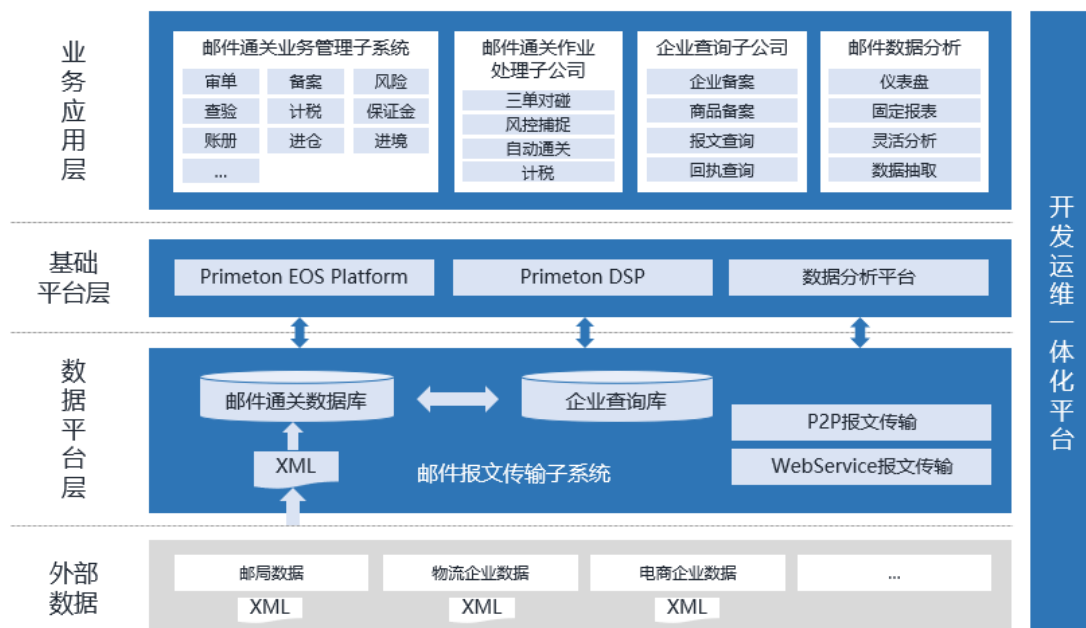 业务应用层
邮件通关业务管理子系统
审单 备案 风险
查验 计税 保证金
账册 进仓 进境
...
邮件通关作业
处理子公司
三单对碰
风控捕捉
自动通关
计税
企业查询子公司
企业备案
商品备案
报文查询
回执查询
邮件数据分析
仪表盘
固定报表
灵活分析
数据抽取
基础
平台层
Primeton EOS Platform
Primeton DSP
数据分析平台
数据平台层
邮件通关数据库
企业查询库
XML
邮件报文传输子系统
P2P报文传输
WebService报文传输
外部
数据
邮局数据
物流企业数据
电商企业数据
...
XML
XML
XML
开发运维一体化平台